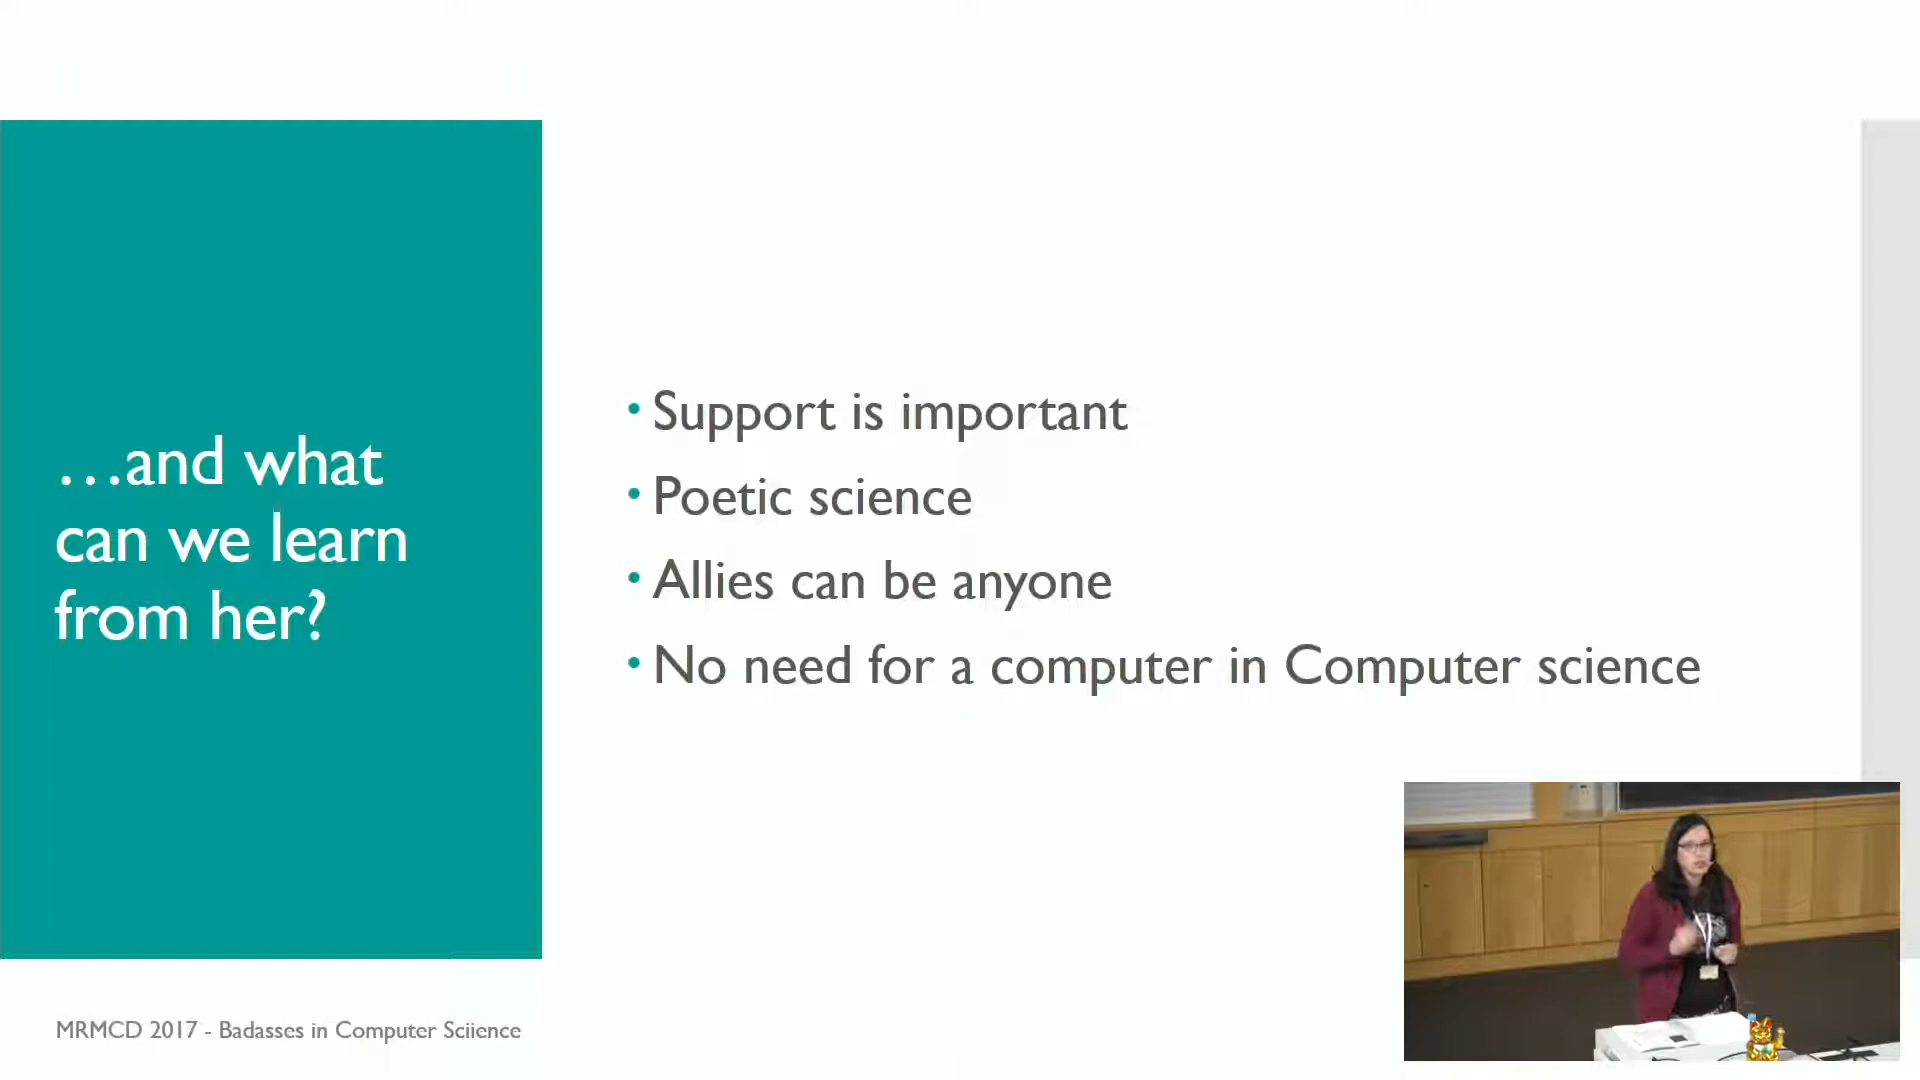 …and what
can we learn
from her?
• Support is important
• Poetic science
• Allies can be anyone
• No need for a computer in Computer science
MRMCD 2017 - Badasses in Computer Sciience